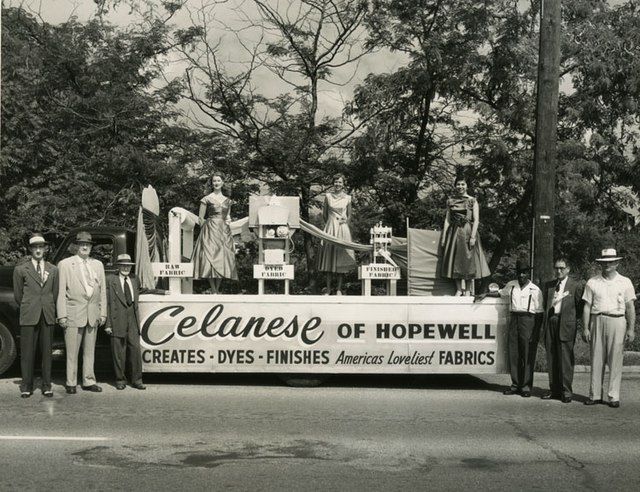 RAW
FABRIC
DYED
FABRIC
FINISHED
FABRIC
Celanese OF HOPEWELL
CREATES - DYES - FINISHES Americas Loveliest FABRICS